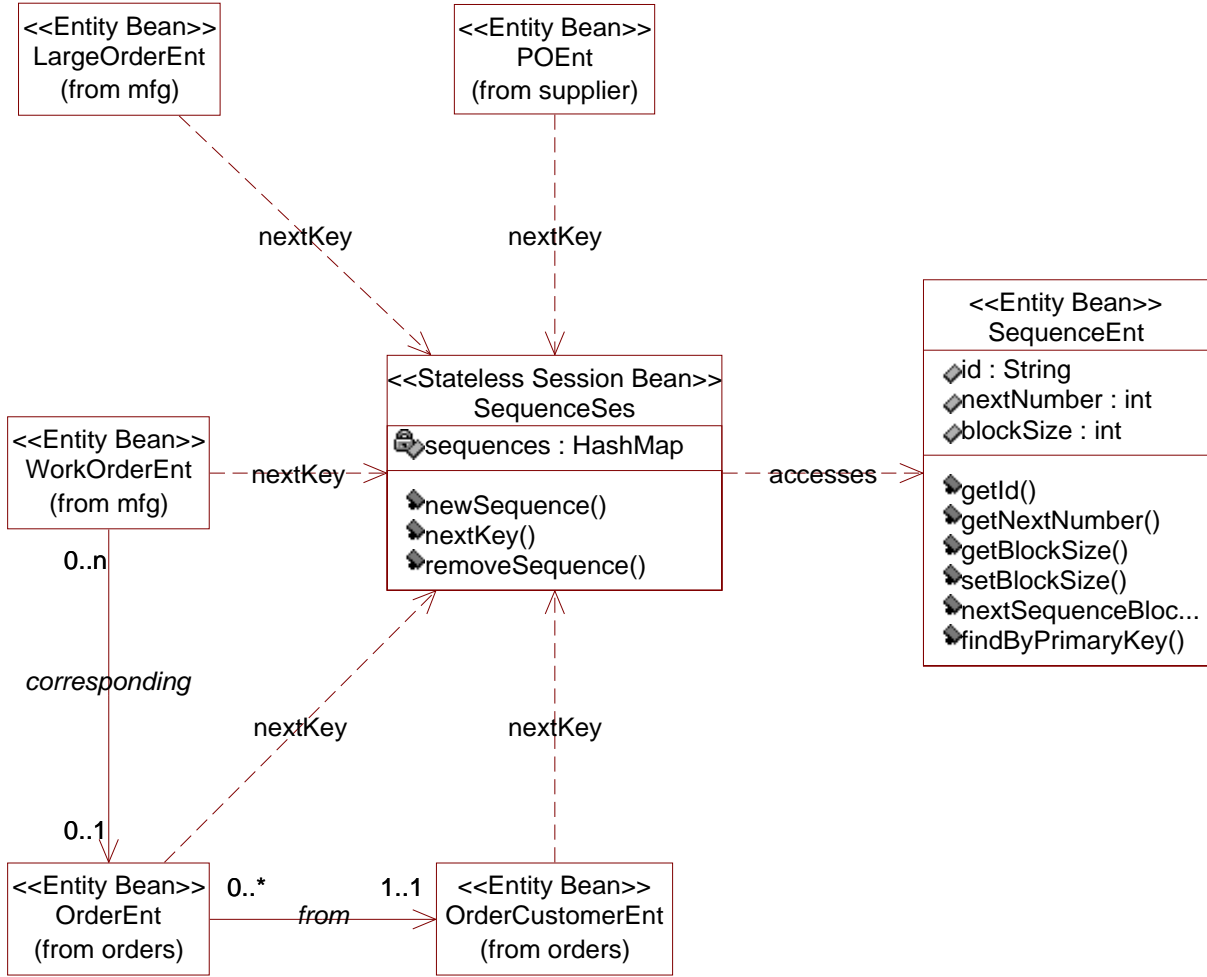 <<Entity Bean>>
LargeOrderEnt
(from mfg)
<<Entity Bean>>
POEnt
(from supplier)
nextKey
nextKey
<<Entity Bean>>
SequenceEnt
id : String
nextNumber : int
blockSize : int
getId()
getNextNumber()
getBlockSize()
setBlockSize()
nextSequenceBloc...
findByPrimaryKey()
<<Stateless Session Bean>>
SequenceSes
sequences : HashMap
newSequence()
nextKey()
removeSequence()
<<Entity Bean>>
WorkOrderEnt
(from mfg)
nextKey
accesses
0..n
corresponding
0..1
nextKey
nextKey
<<Entity Bean>>
OrderEnt
(from orders)
0..*
from
1..1
<<Entity Bean>>
OrderCustomerEnt
(from orders)